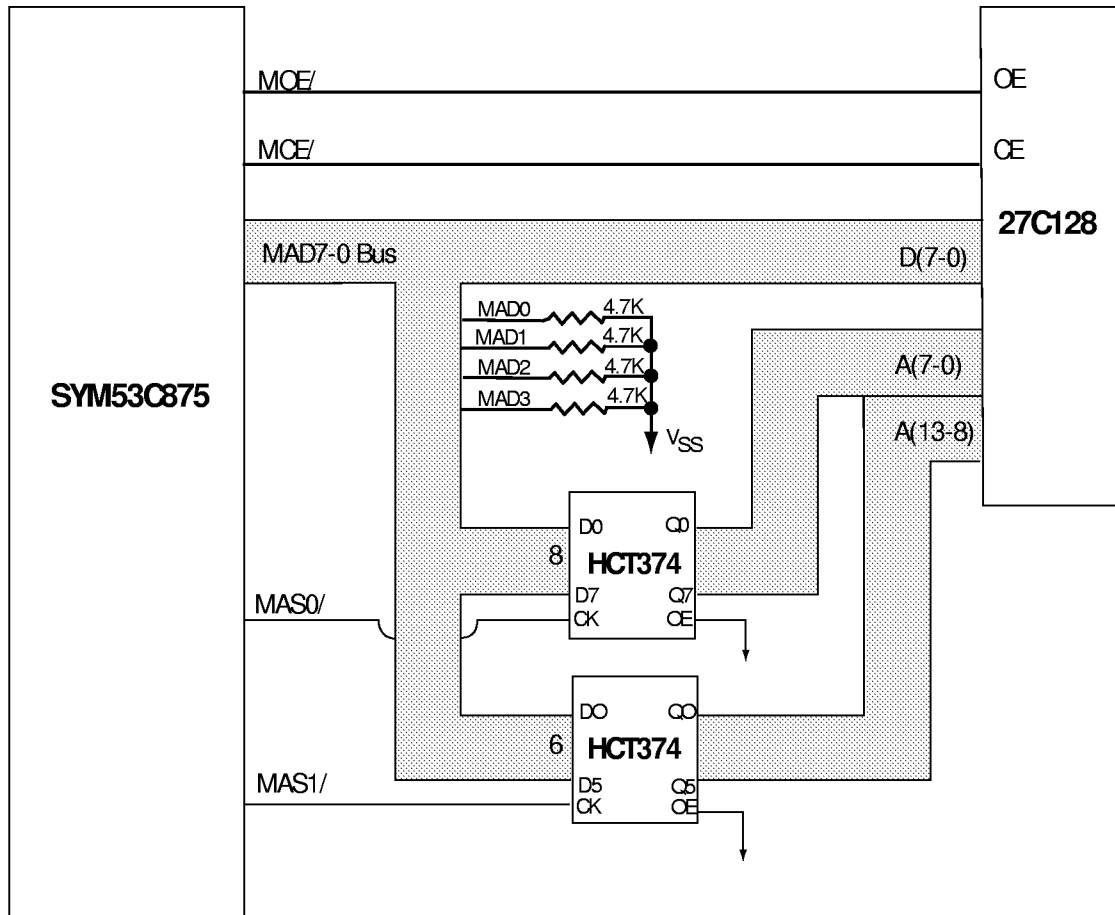 MOE/
OE
MCE/
CE
27C128
MAD7-0 Bus
D(7-0)
MAD0 4.7K
MAD1 4.7K
MAD2 4.7K
MAD3 4.7K
VSS
A(7-0)
A(13-8)
SYM53C875
D0 Q0
8 HCT374
D7 Q7
CK OE
MAS0/
DO QO
6 HCT374
D5 Q5
CK OE
MAS1/